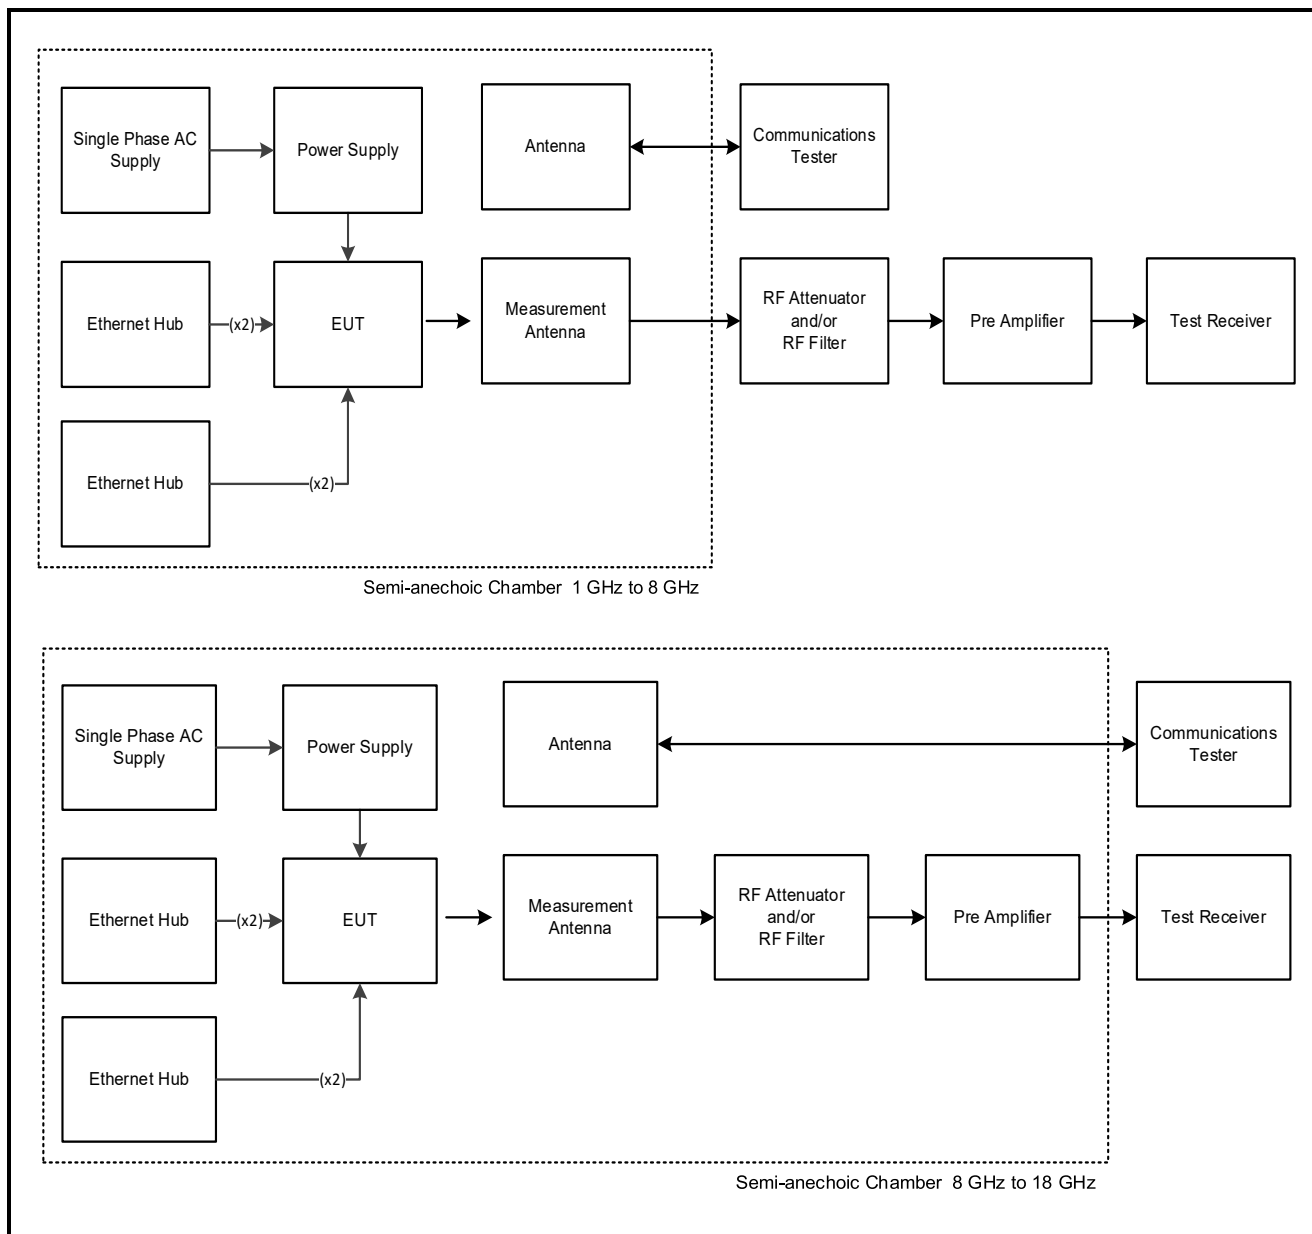 Single Phase AC
Supply
Power Supply
Antenna
Communications
Tester
Ethernet Hub
(x2)
EUT
Measurement
Antenna
RF Attenuator
and/or
RF Filter
Pre Amplifier
Test Receiver
Ethernet Hub
(x2)
Semi-anechoic Chamber 1 GHz to 8 GHz
Single Phase AC
Supply
Power Supply
Antenna
Communications
Tester
Ethernet Hub
(x2)
EUT
Measurement
Antenna
RF Attenuator
and/or
RF Filter
Pre Amplifier
Test Receiver
Ethernet Hub
(x2)
Semi-anechoic Chamber 8 GHz to 18 GHz